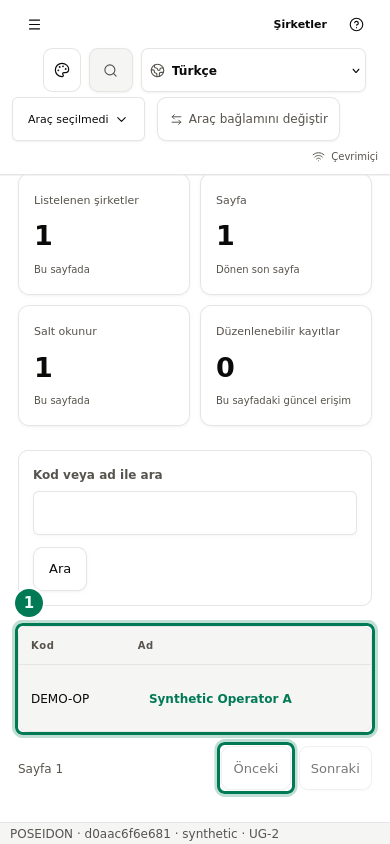 Şirketler
Türkçe
Araç seçilmedi
Araç bağlamını değiştir
Çevrimiçi
Listelenen şirketler
1
Bu sayfada
Sayfa
1
Dönen son sayfa
Salt okunur
1
Bu sayfada
Düzenlenebilir kayıtlar
0
Bu sayfadaki güncel erişim
Kod veya ad ile ara
Ara
1
Kod Ad
DEMO-OP Synthetic Operator A
Sayfa 1
Önceki
Sonraki
POSEIDON · d0aac6f6e681 · synthetic · UG-2